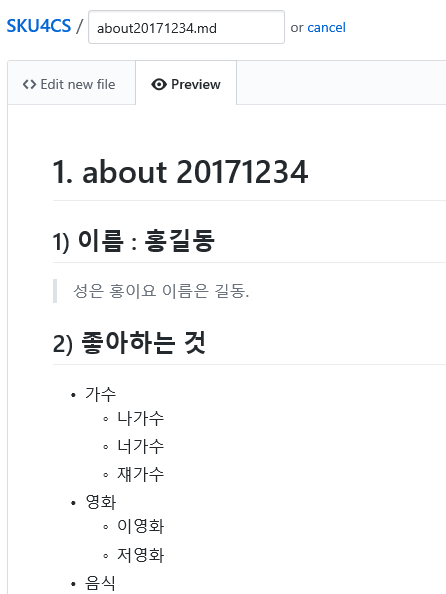 SKU4CS / about20171234.md or cancel
<> Edit new file Preview
1. about 20171234
1) 이름 : 홍길동
성은 홍이요 이름은 길동.
2) 좋아하는 것
• 가수
◦ 나가수
◦ 너가수
◦ 쟤가수
• 영화
◦ 이영화
◦ 저영화
• 음식